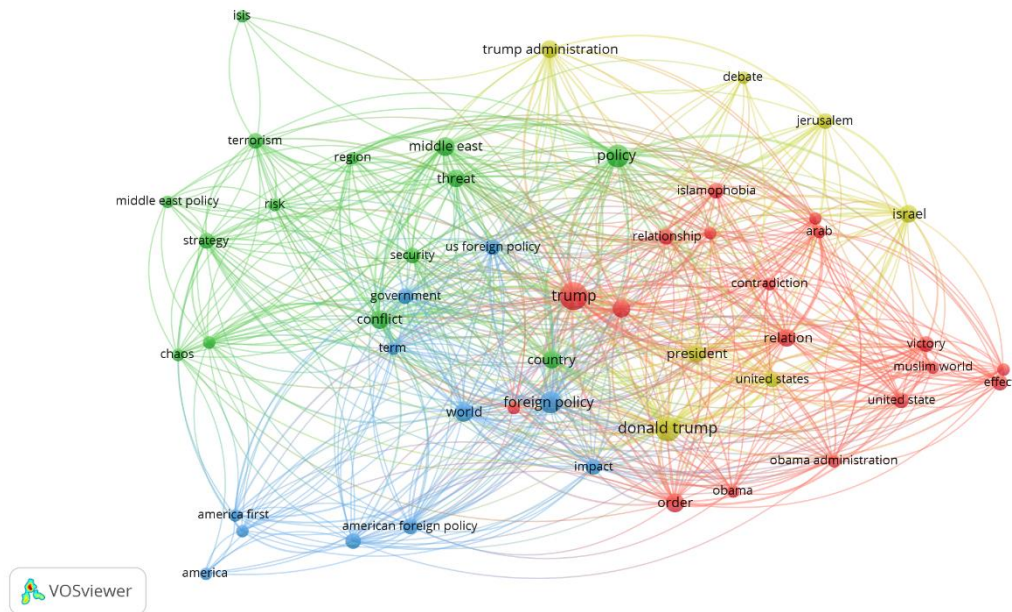 isis
trump administration
debate
jerusalem
terrorism
middle east
policy
region
threat
islamophobia
middle east policy
risk
israel
strategy
relationship
arab
us foreign policy
security
contradiction
government
trump
conflict
relation
term
victory
chaos
country
president
muslim world
united states
effec
foreign policy
united state
world
donald trump
impact
obama administration
obama
order
america first
american foreign policy
america
VOSviewer